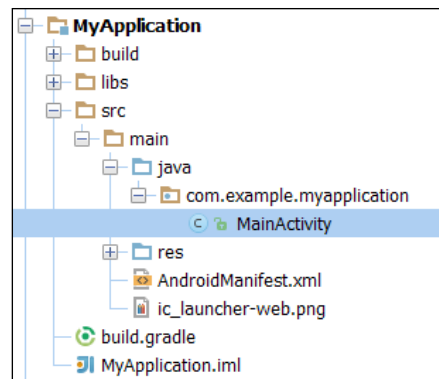 MyApplication
build
libs
src
main
java
com.example.myapplication
MainActivity
res
AndroidManifest.xml
ic_launcher-web.png
build.gradle
MyApplication.iml